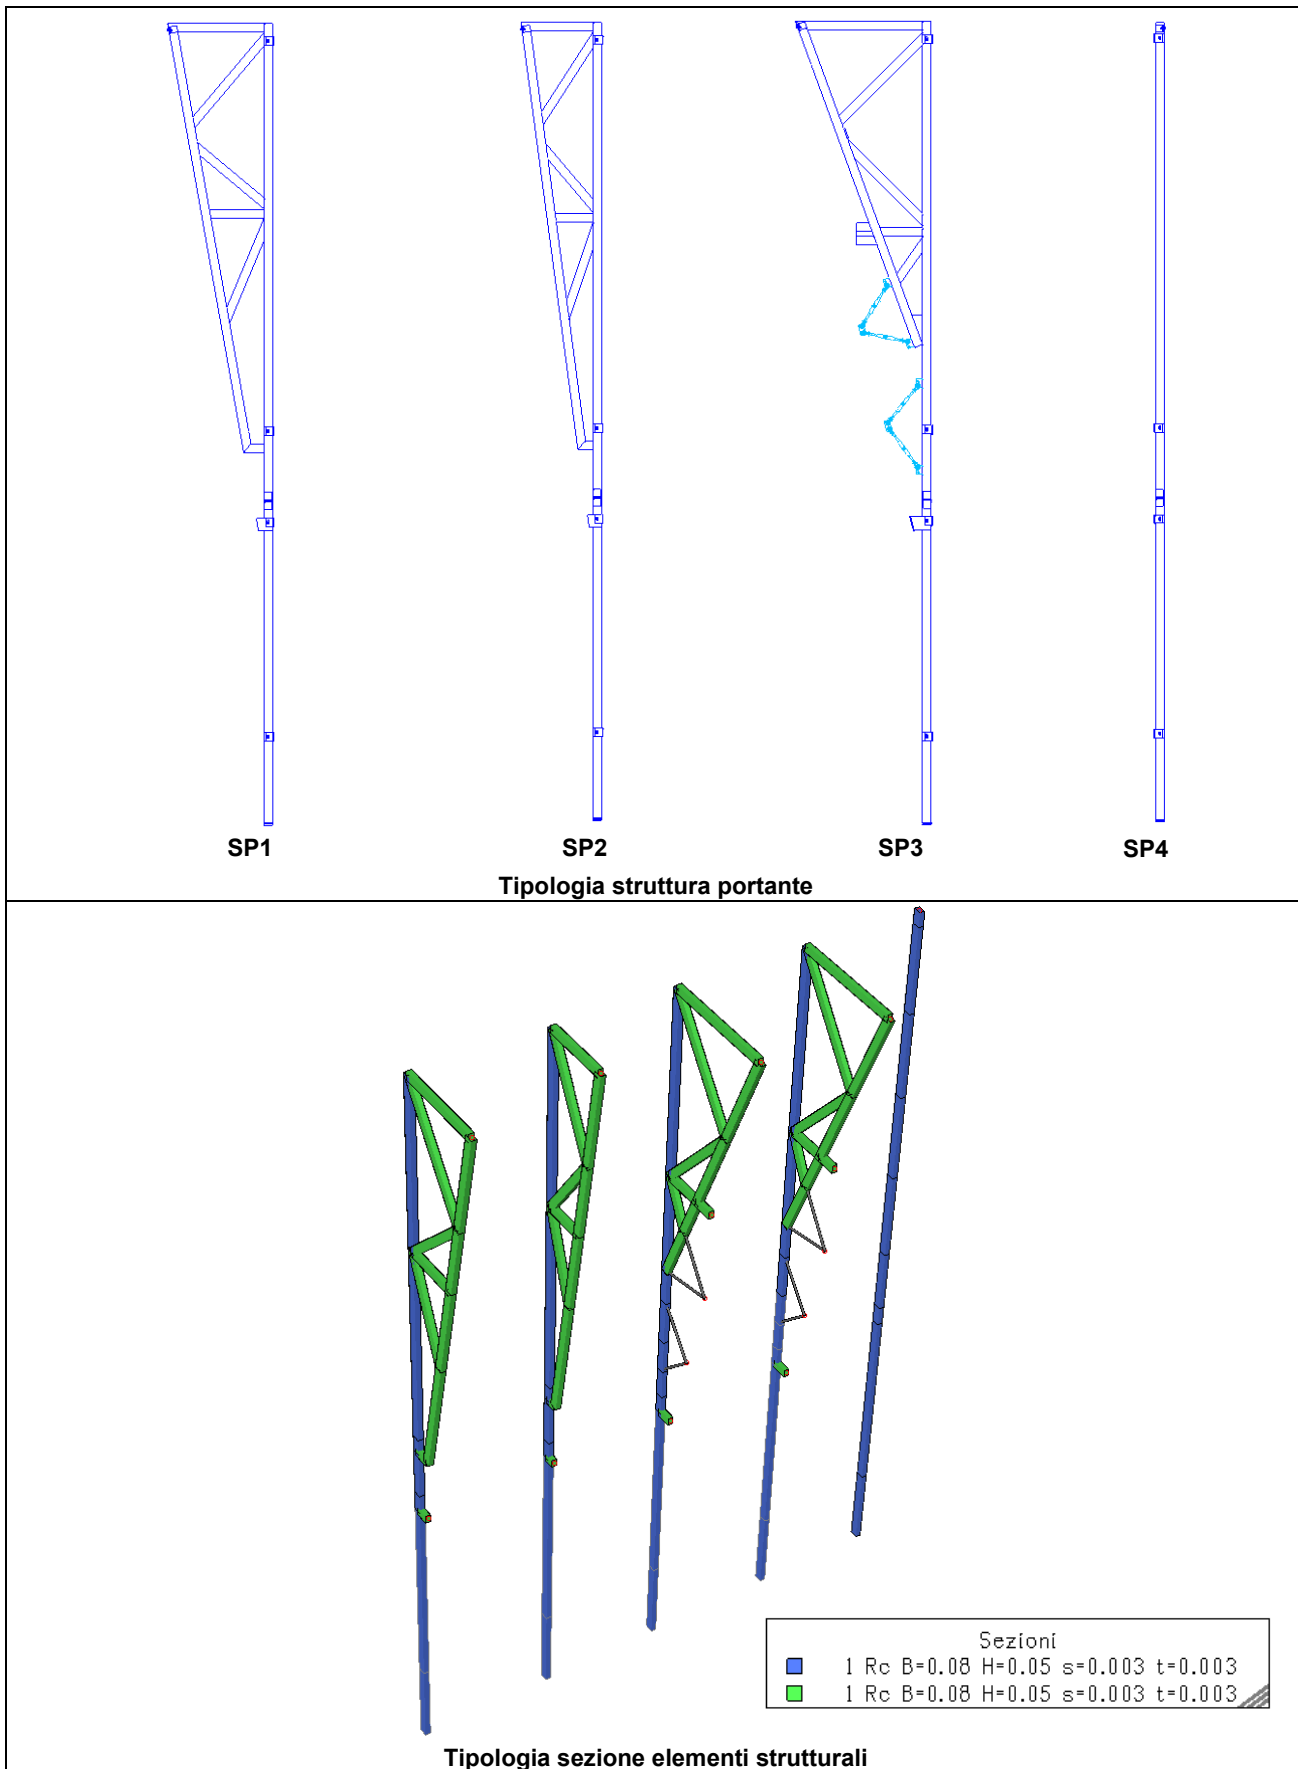 SP1 SP2 SP3 SP4
Tipologia struttura portante
Sezioni
1 Rc B=0.08 H=0.05 s=0.003 t=0.003
1 Rc B=0.08 H=0.05 s=0.003 t=0.003
Tipologia sezione elementi strutturali